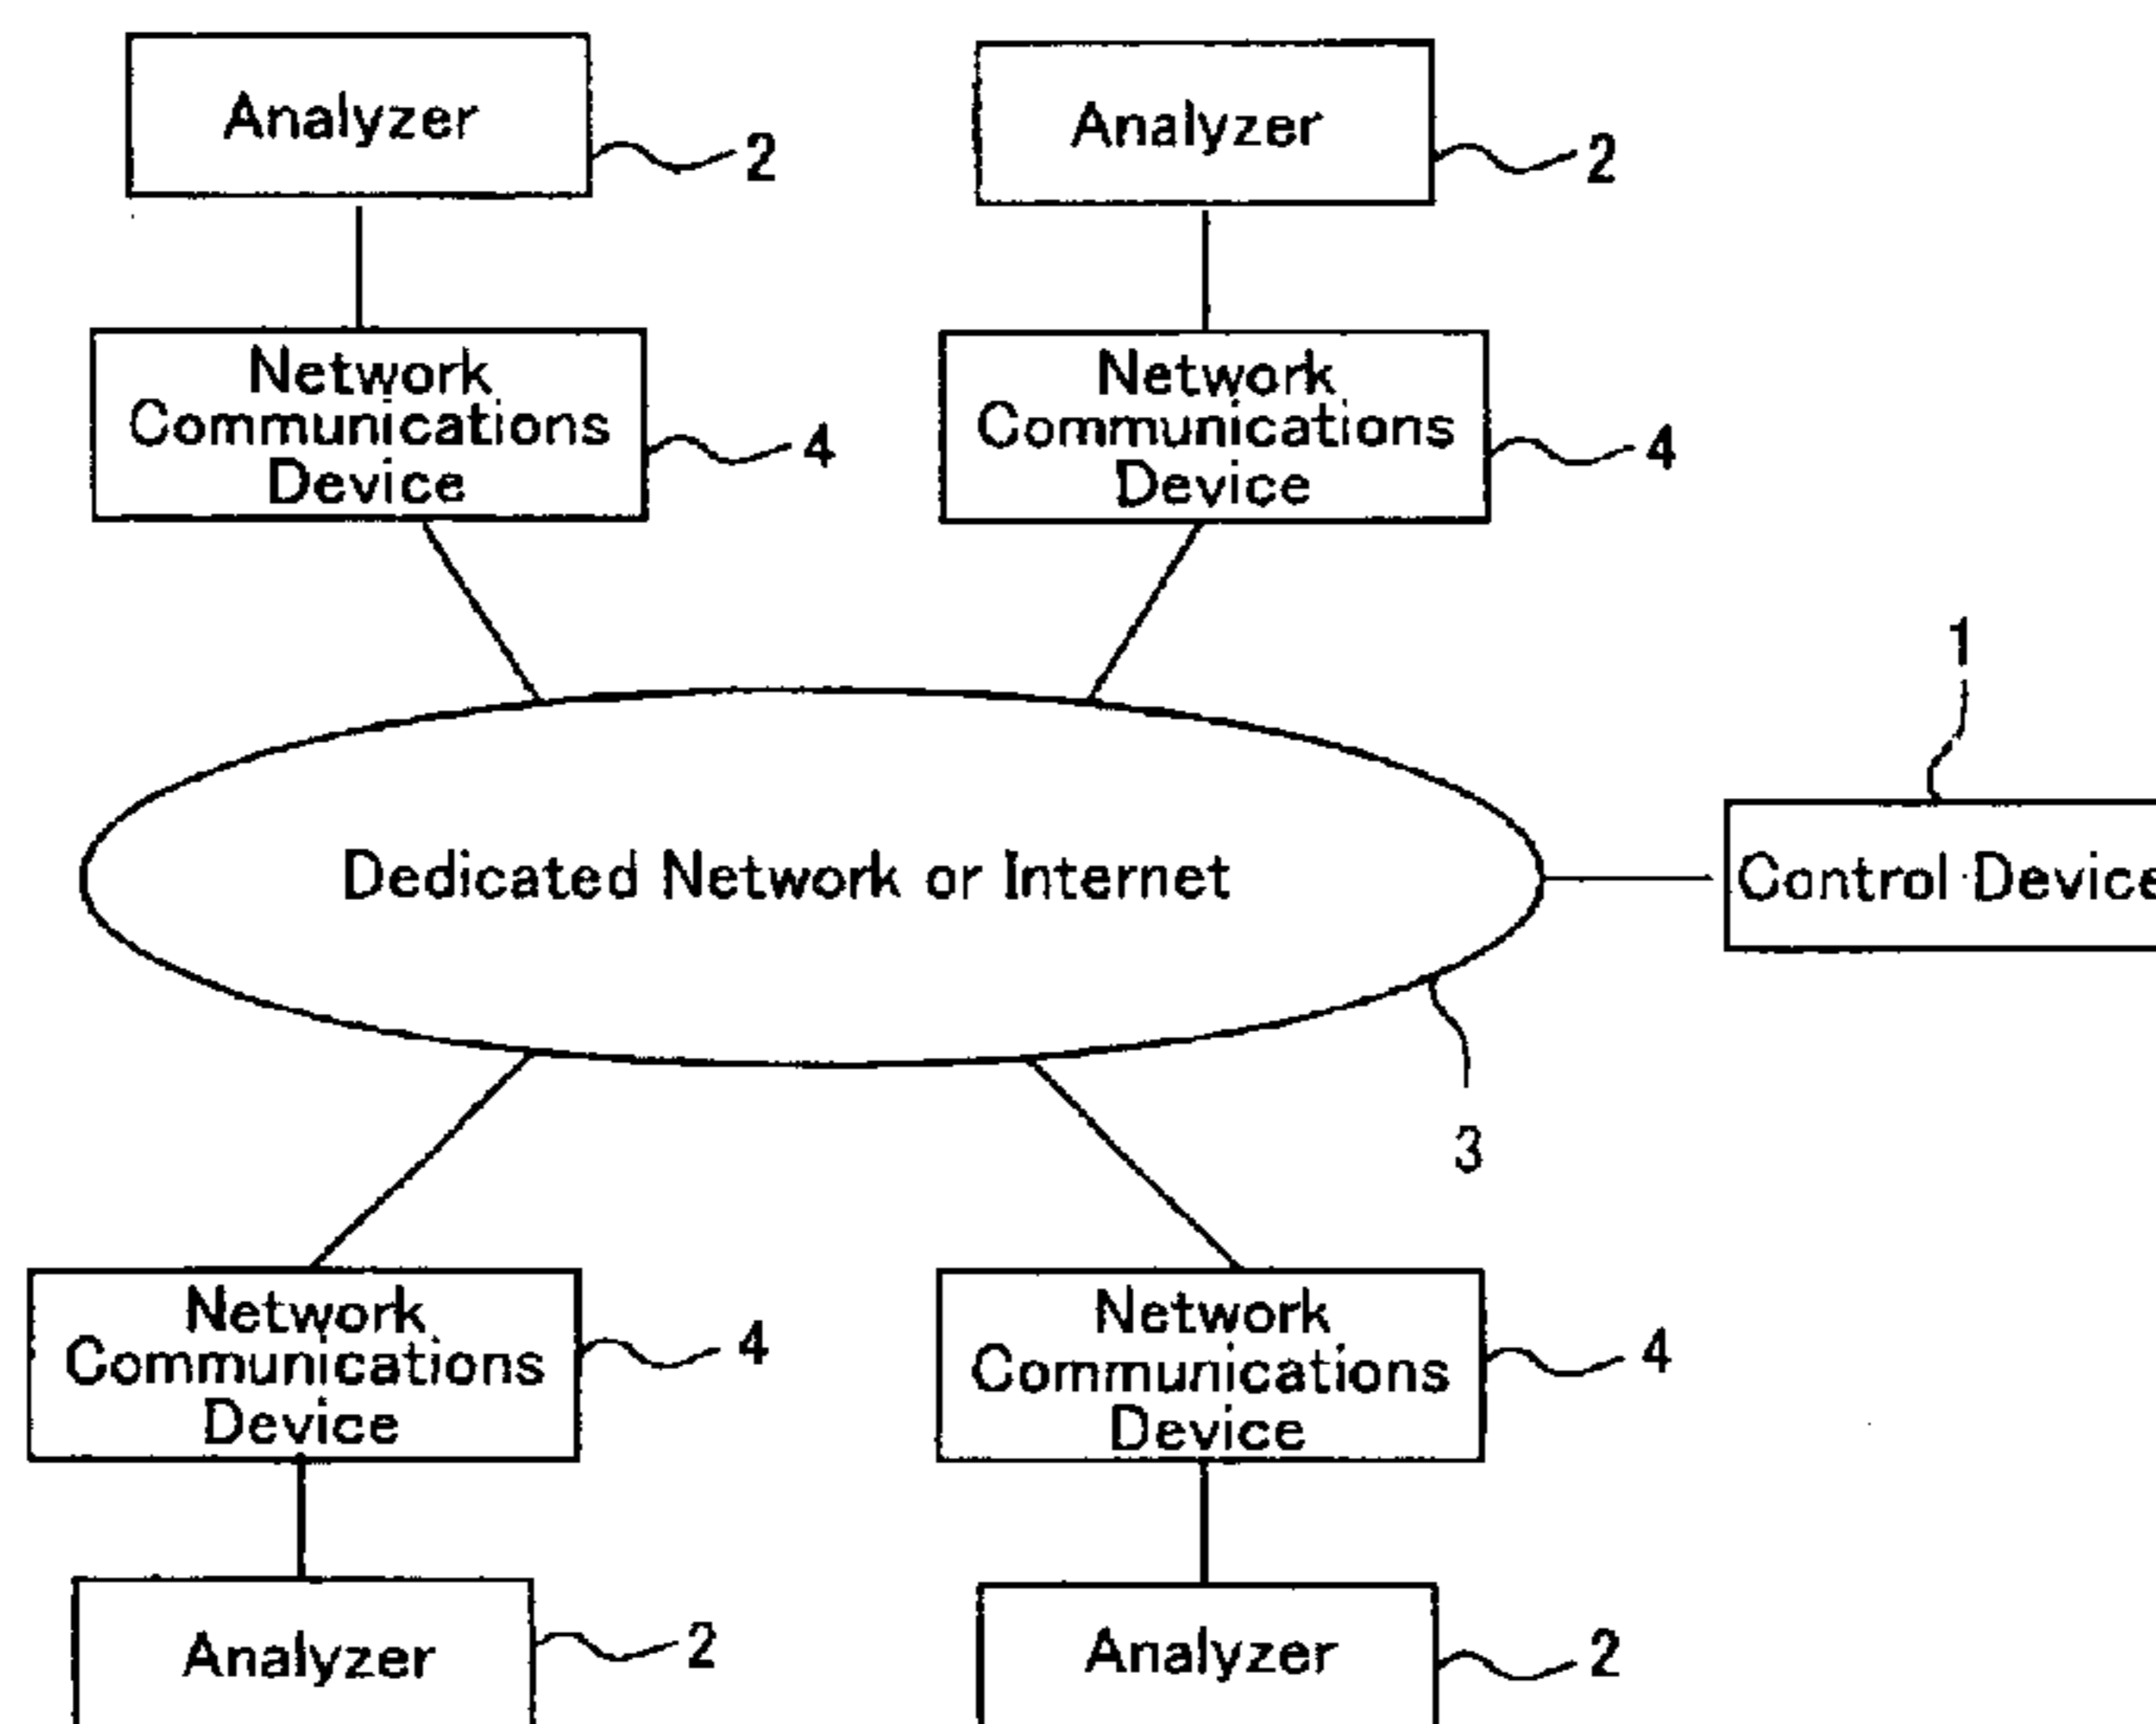 Analyzer
2
Analyzer
2
Network
Communications
Device
4
Network
Communications
Device
4
1
Dedicated Network or Internet
Control Device
3
Network
Communications
Device
4
Network
Communications
Device
4
Analyzer
2
Analyzer
2